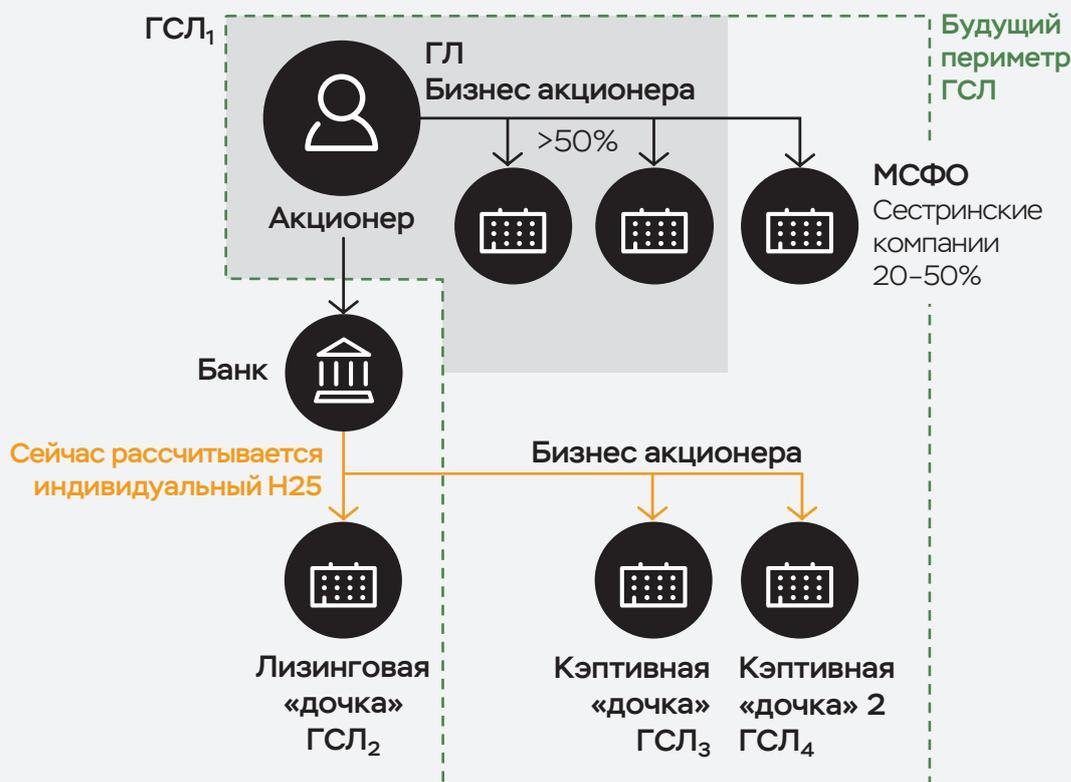 ГСЛ₁
Будущий
периметр
ГСЛ
ГЛ
Бизнес акционера
>50%
Акционер
МСФО
Сестринские
компании
20–50%
Банк
Сейчас рассчитывается
индивидуальный Н25
Бизнес акционера
Лизинговая
«дочка»
ГСЛ₂
Кэптивная
«дочка»
ГСЛ₃
Кэптивная
«дочка» 2
ГСЛ₄